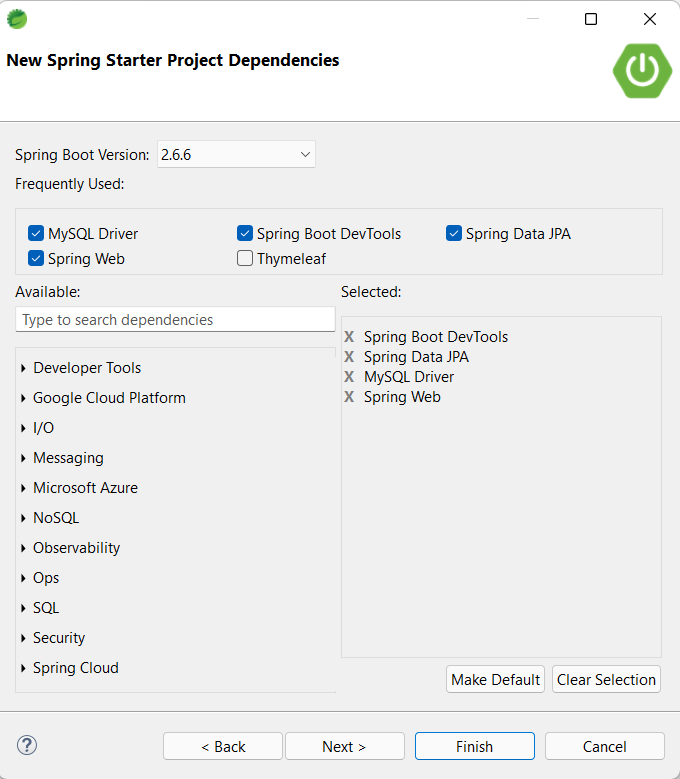 New Spring Starter Project Dependencies
Spring Boot Version: 2.6.6
Frequently Used:
MySQL Driver Spring Boot DevTools Spring Data JPA
Spring Web Thymeleaf
Available: Selected:
Type to search dependencies
Spring Boot DevTools
Spring Data JPA
MySQL Driver
Spring Web
Developer Tools
Google Cloud Platform
I/O
Messaging
Microsoft Azure
NoSQL
Observability
Ops
SQL
Security
Spring Cloud
Make Default Clear Selection
? < Back Next > Finish Cancel